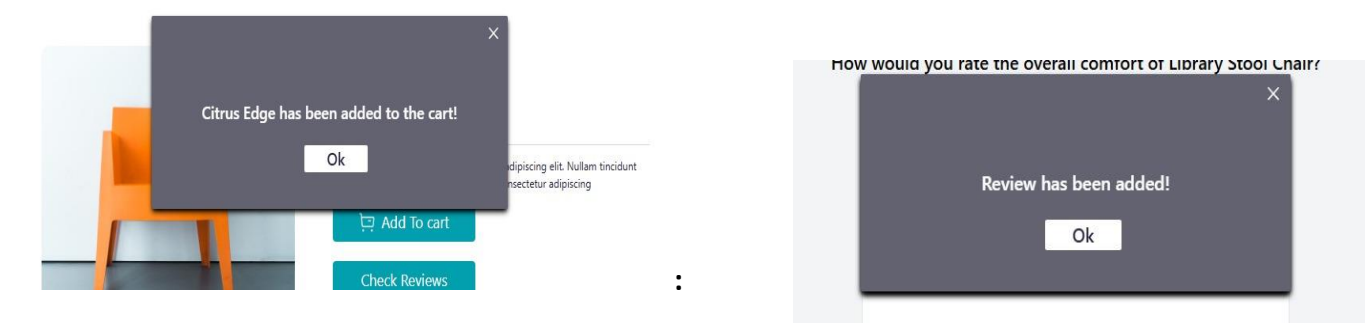 X
Citrus Edge has been added to the cart!
Ok
adipiscing elit. Nullam tincidunt
nsectetur adipiscing
Add To cart
Check Reviews
:
How would you rate the overall comfort of Library Stool Chair?
X
Review has been added!
Ok